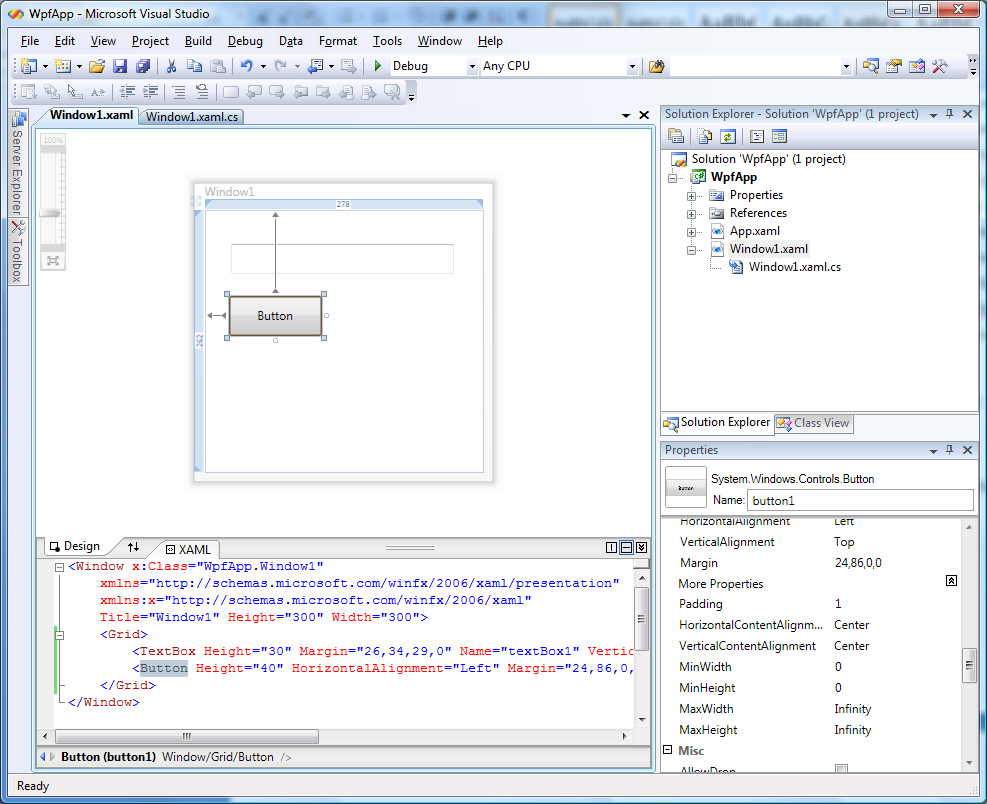 WpfApp - Microsoft Visual Studio
File Edit View Project Build Debug Data Format Tools Window Help
Debug Any CPU
Server Explorer
Toolbox
Window1.xaml Window1.xaml.cs
100%
Window1
278
262
Button
Design XAML
<Window x:Class="WpfApp.Window1"
xmlns="http://schemas.microsoft.com/winfx/2006/xaml/presentation"
xmlns:x="http://schemas.microsoft.com/winfx/2006/xaml"
Title="Window1" Height="300" Width="300">
<Grid>
<TextBox Height="30" Margin="26,34,29,0" Name="textBox1" Vertic
<Button Height="40" HorizontalAlignment="Left" Margin="24,86,0,
</Grid>
</Window>
Button (button1) Window/Grid/Button />
Ready
Solution Explorer - Solution 'WpfApp' (1 project)
Solution 'WpfApp' (1 project)
WpfApp
Properties
References
App.xaml
Window1.xaml
Window1.xaml.cs
Solution Explorer Class View
Properties
Button
System.Windows.Controls.Button
Name: button1
HorizontalAlignment Left
VerticalAlignment Top
Margin 24,86,0,0
More Properties
Padding 1
HorizontalContentAlignm... Center
VerticalContentAlignment Center
MinWidth 0
MinHeight 0
MaxWidth Infinity
MaxHeight Infinity
Misc
AllowDrop